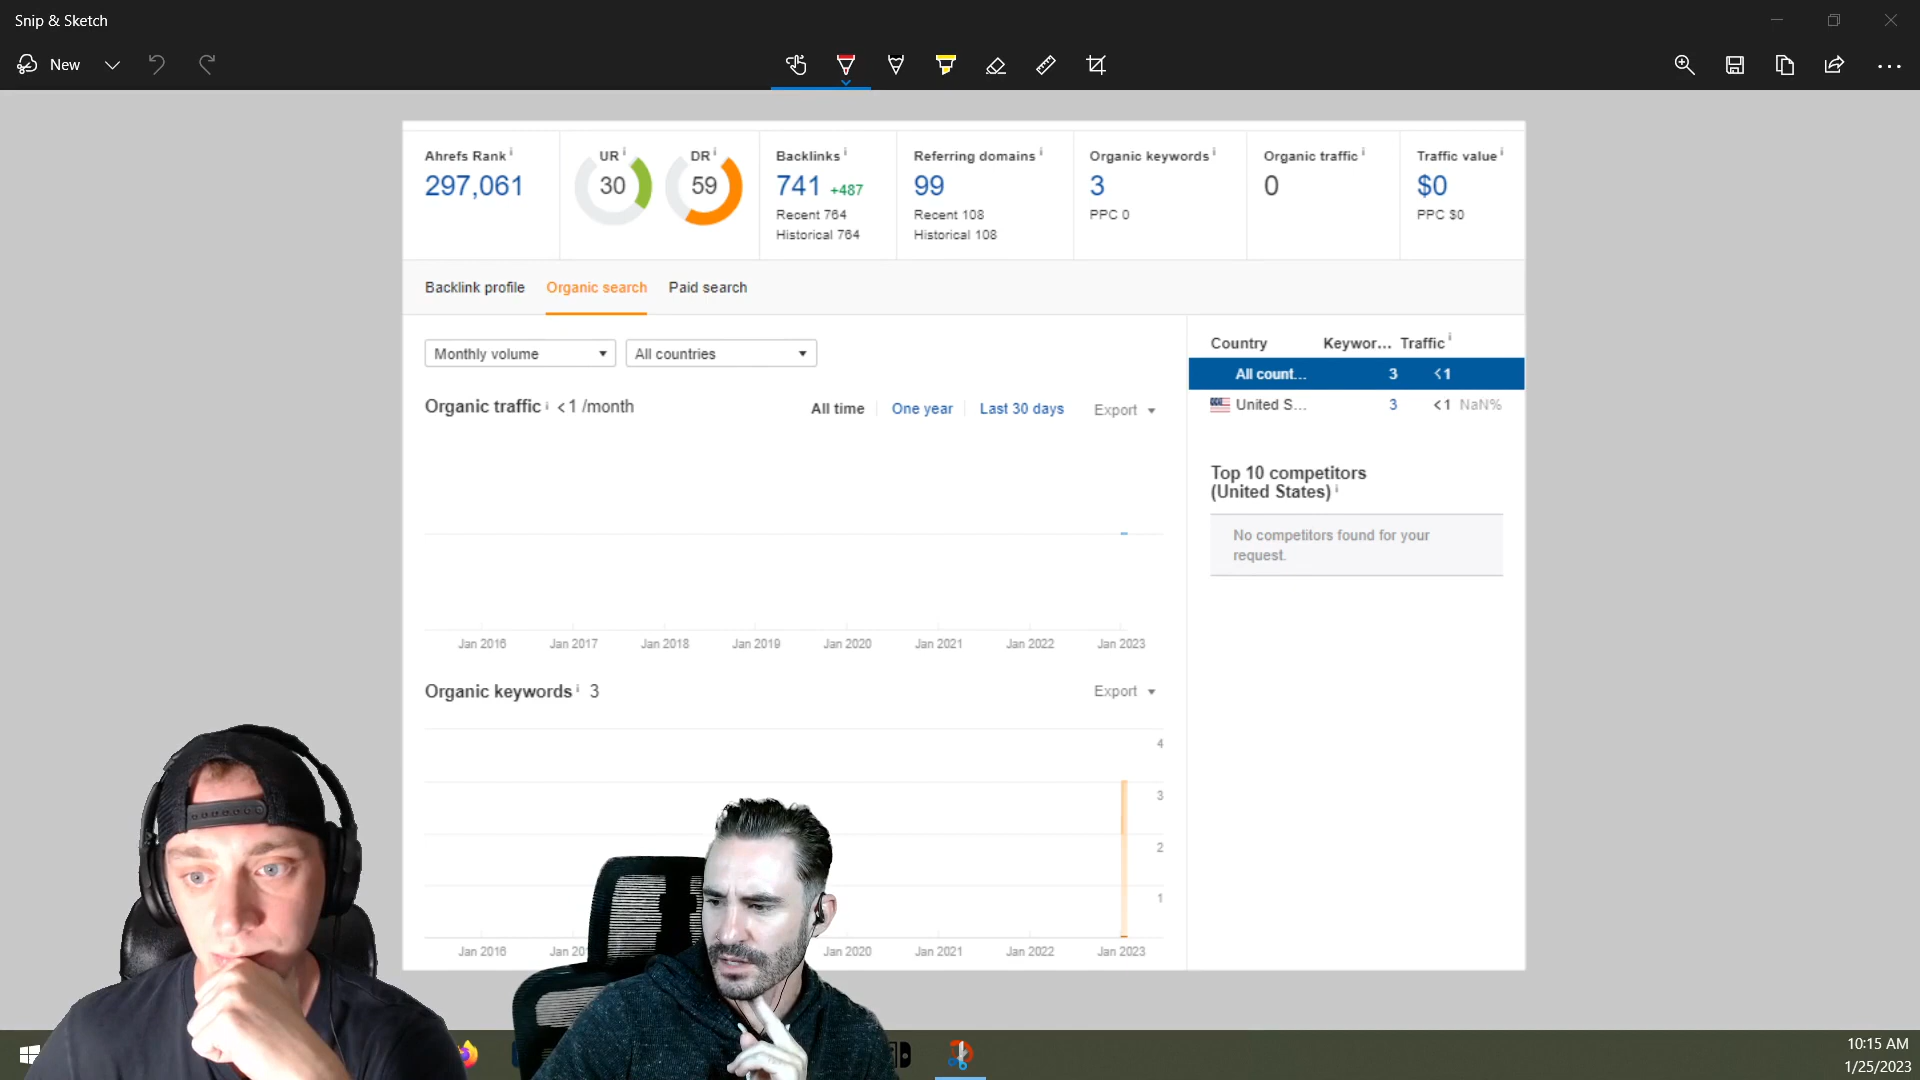 Snip & Sketch
New
Ahrefs Rank i
297,061
UR i
30
DR i
59
Backlinks i
741 +487
Recent 764
Historical 764
Referring domains i
99
Recent 108
Historical 108
Organic keywords i
3
PPC 0
Organic traffic i
0
Traffic value i
$0
PPC $0
Backlink profile Organic search Paid search
Monthly volume All countries
Organic traffic i <1 /month
All time One year Last 30 days Export
Jan 2016 Jan 2017 Jan 2018 Jan 2019 Jan 2020 Jan 2021 Jan 2022 Jan 2023
Organic keywords i 3
Export
4
3
2
1
Jan 2016 Jan 20 Jan 2020 Jan 2021 Jan 2022 Jan 2023
Country Keywor... Traffic i
All count... 3 <1
United S... 3 <1 NaN%
Top 10 competitors
(United States) i
No competitors found for your
request.
10:15 AM
1/25/2023